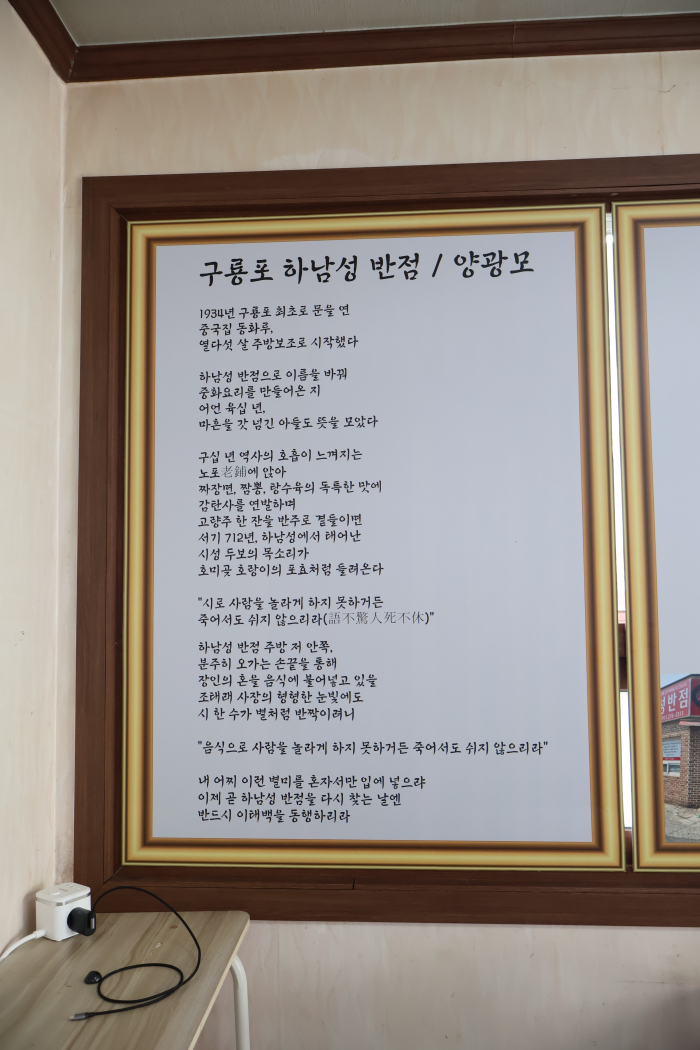 구룡포 하남성 반점 / 양광모
1934년 구룡포 최초로 문을 연
중국집 동화루,
열다섯 살 주방보조로 시작했다
하남성 반점으로 이름을 바꿔
중화요리를 만들어온 지
어언 육십 년,
마흔을 갓 넘긴 아들도 뜻을 모았다
구십 년 역사의 호흡이 느껴지는
노포老鋪에 앉아
짜장면, 짬뽕, 탕수육의 독특한 맛에
감탄사를 연발하며
고량주 한 잔을 반주로 곁들이면
서기 712년, 하남성에서 태어난
시성 두보의 목소리가
호미곶 호랑이의 포효처럼 들려온다
"시로 사람을 놀라게 하지 못하거든
죽어서도 쉬지 않으리라(語不驚人死不休)"
하남성 반점 주방 저 안쪽,
분주히 오가는 손끝을 통해
장인의 혼을 음식에 불어넣고 있을
조태래 사장의 형형한 눈빛에도
시 한 수가 별처럼 반짝이려니
"음식으로 사람을 놀라게 하지 못하거든 죽어서도 쉬지 않으리라"
내 어찌 이런 별미를 혼자서만 입에 넣으랴
이제 곧 하남성 반점을 다시 찾는 날엔
반드시 이태백을 동행하리라
성반점